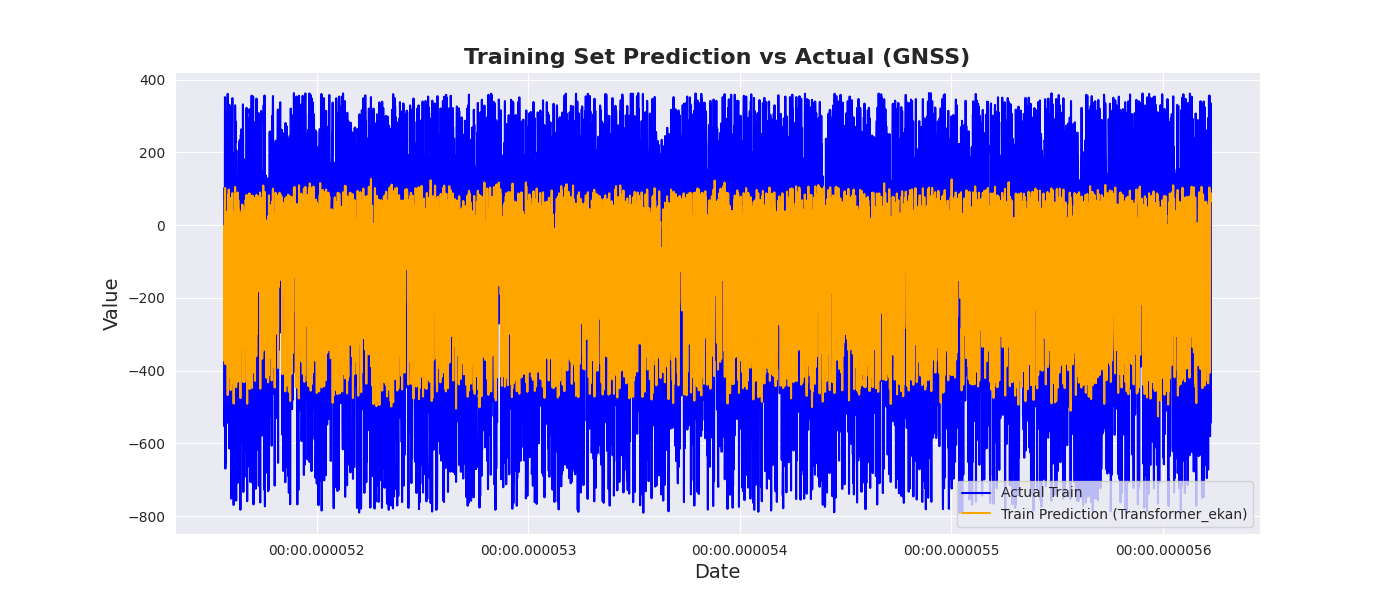 Training Set Prediction vs Actual (GNSS)
400
200
0
−200
−400
−600
−800
Value
Actual Train
Train Prediction (Transformer_ekan)
00:00.000052
00:00.000053
00:00.000054
00:00.000055
00:00.000056
Date